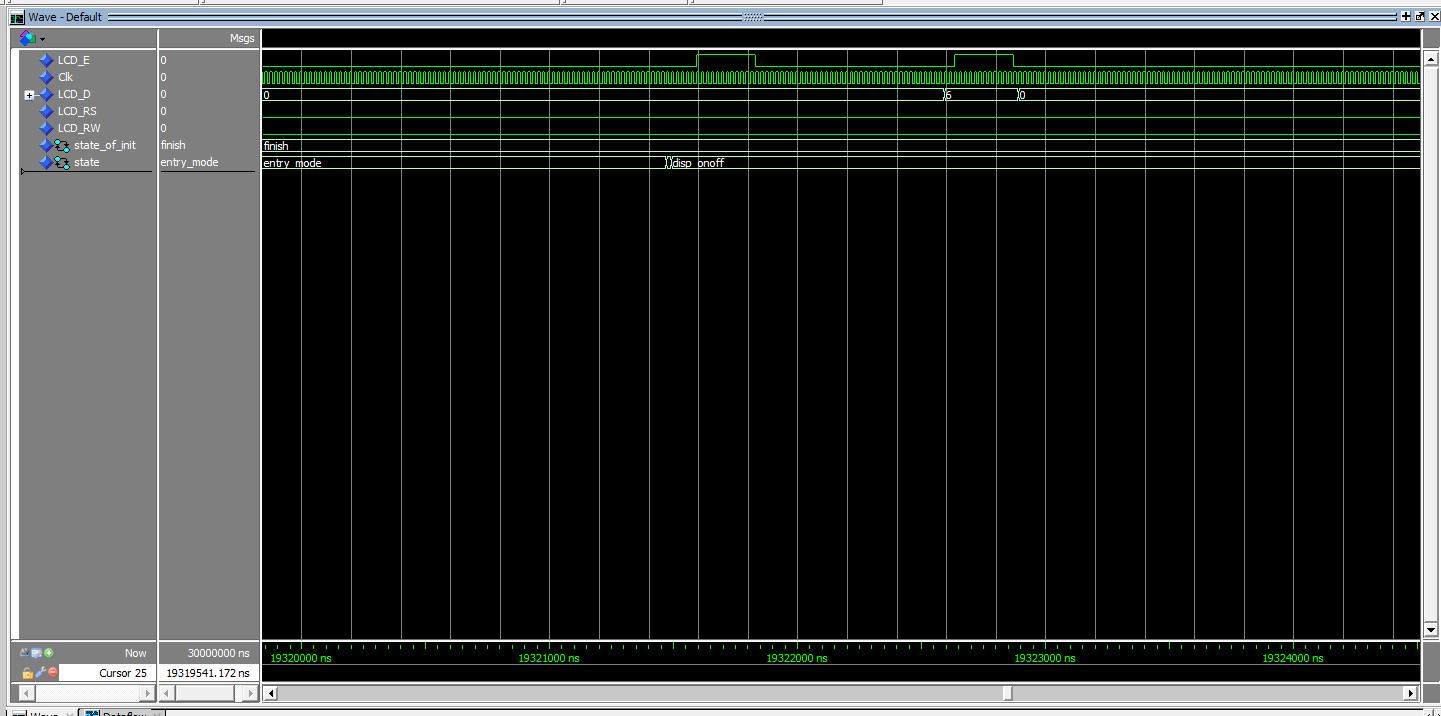 Wave - Default
Msgs
LCD_E 0
Clk 0
LCD_D 0 0 6 0
LCD_RS 0
LCD_RW 0
state_of_init finish finish
state entry_mode entry_mode disp_onoff
Now 30000000 ns 19320000 ns 19321000 ns 19322000 ns 19323000 ns 19324000 ns
Cursor 25 19319541.172 ns
Wave Dataflow